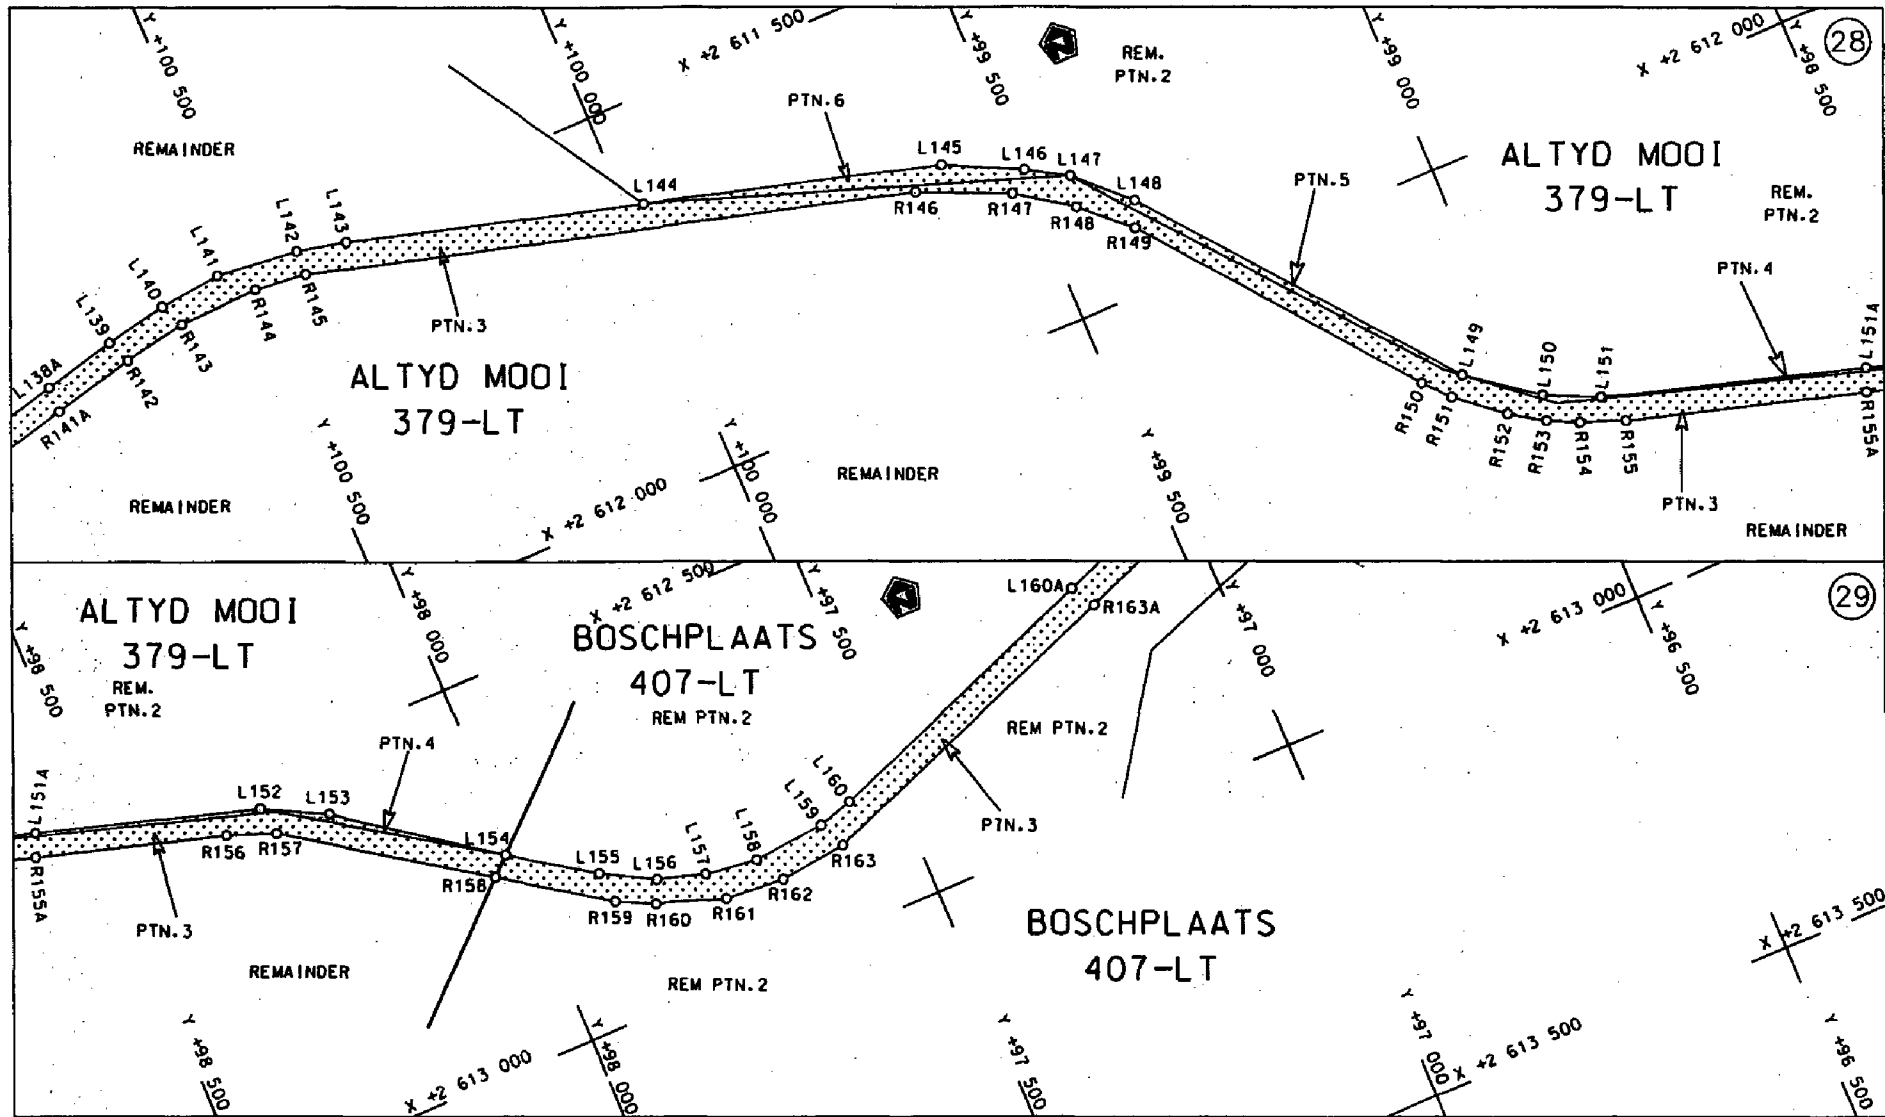 28
Y +100 500
Y +100 000
X +2 611 500
Y +99 500
REM.
PTN.2
Y +99 000
X +2 612 000
Y +98 500
REMAINDER
PTN.6
L145
L146
L147
L148
PTN.5
ALTYD MOOI
379-LT
REM.
PTN.2
L144
R146
R147
R148
R149
L143
L142
L141
L140
L139
L138A
R145
R144
R143
R142
R141A
PTN.3
PTN.4
L149
L150
L151
L151A
R150
R151
R152
R153
R154
R155
R155A
PTN.3
ALTYD MOOI
379-LT
REMAINDER
Y +100 500
X +2 612 000
Y +100 000
REMAINDER
Y +99 500
REMAINDER
29
ALTYD MOOI
379-LT
REM.
PTN.2
Y +98 500
Y +98 000
X +2 612 500
Y +97 500
BOSCHPLAATS
407-LT
REM PTN.2
L160A
R163A
Y +97 000
X +2 613 000
Y +96 500
REM PTN.2
PTN.4
L151A
L152
L153
L154
L155
L156
L157
L158
L159
L160
R155A
R156
R157
R158
R159
R160
R161
R162
R163
PTN.3
PTN.3
REMAINDER
REM PTN.2
BOSCHPLAATS
407-LT
X +2 613 500
Y +98 500
X +2 613 000
Y +98 000
Y +97 500
Y +97 000
X +2 613 500
Y +96 500